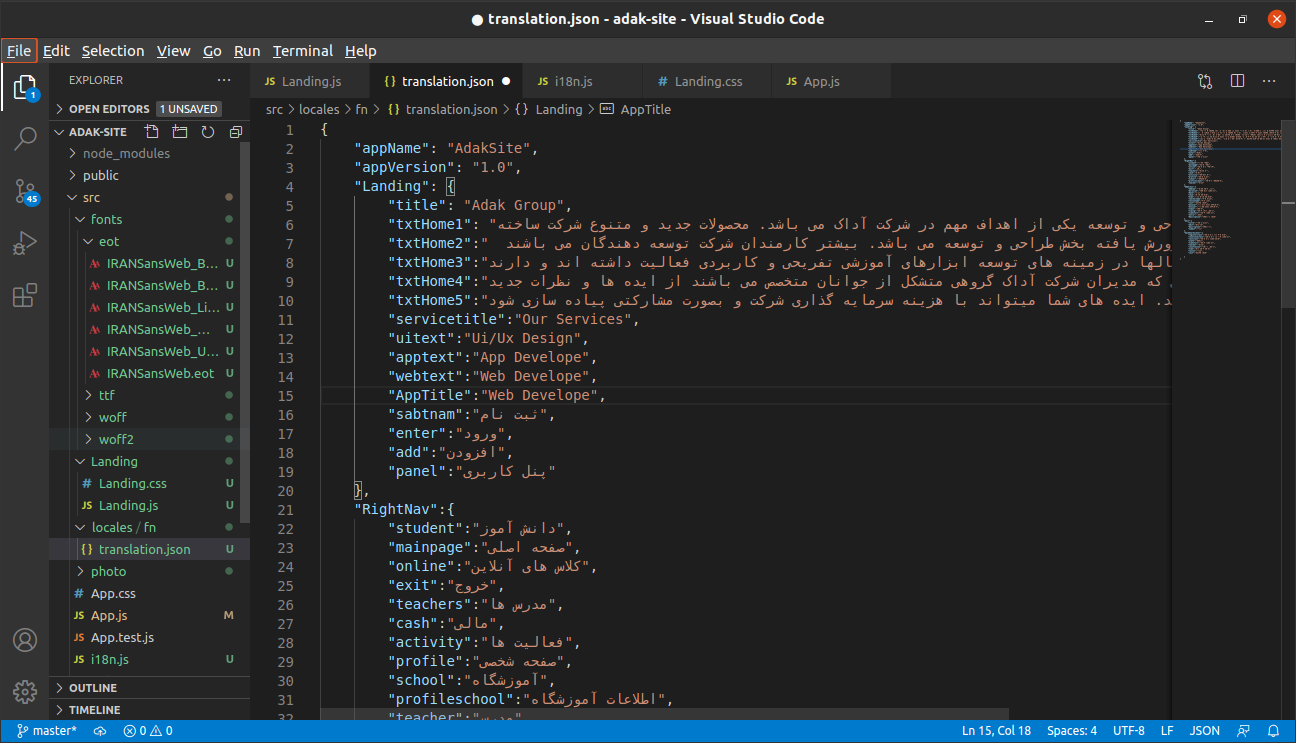 translation.json - adak-site - Visual Studio Code
File Edit Selection View Go Run Terminal Help
EXPLORER
OPEN EDITORS 1 UNSAVED
ADAK-SITE
node_modules
public
src
fonts
eot
IRANSansWeb_B... U
IRANSansWeb_B... U
IRANSansWeb_Li... U
IRANSansWeb_... U
IRANSansWeb_U... U
IRANSansWeb.eot U
ttf
woff
woff2
Landing
# Landing.css U
JS Landing.js U
locales / fn
{} translation.json U
photo
# App.css
JS App.js M
JS App.test.js
JS i18n.js U
OUTLINE
TIMELINE
1
45
JS Landing.js {} translation.json JS i18n.js # Landing.css JS App.js
src > locales > fn > {} translation.json > {} Landing > abc AppTitle
1 {
2 "appName": "AdakSite",
3 "appVersion": "1.0",
4 "Landing": {
5 "title": "Adak Group",
6 "txtHome1": "حی و توسعه یکی از اهداف مهم در شرکت آداک می باشد. محصولات جدید و متنوع شرکت ساخته
7 "txtHome2":" ورش یافته بخش طراحی و توسعه می باشد. بیشتر کارمندان شرکت توسعه دهندگان می باشند
8 "txtHome3":"الها در زمینه های توسعه ابزارهای آموزشی تفریحی و کاربردی فعالیت داشته اند و دارند
9 "txtHome4":"که مدیران شرکت آداک گروهی متشکل از جوانان متخصص می باشند از ایده ها و نظرات جدید
10 "txtHome5":"د. ایده های شما میتواند با هزینه سرمایه گذاری شرکت و بصورت مشارکتی پیاده سازی شود
11 "servicetitle":"Our Services",
12 "uitext":"Ui/Ux Design",
13 "apptext":"App Develope",
14 "webtext":"Web Develope",
15 "AppTitle":"Web Develope",
16 "sabtnam":"ثبت نام",
17 "enter":"ورود",
18 "add":"افزودن",
19 "panel":"پنل کاربری"
20 },
21 "RightNav":{
22 "student":"دانش آموز",
23 "mainpage":"صفحه اصلی",
24 "online":"کلاس های آنلاین",
25 "exit":"خروج",
26 "teachers":"مدرس ها",
27 "cash":"مالی",
28 "activity":"فعالیت ها",
29 "profile":"صفحه شخصی",
30 "school":"آموزشگاه",
31 "profileschool":"اطلاعات آموزشگاه",
32 "teacher":"مدرس"
master* 0 0 Ln 15, Col 18 Spaces: 4 UTF-8 LF JSON